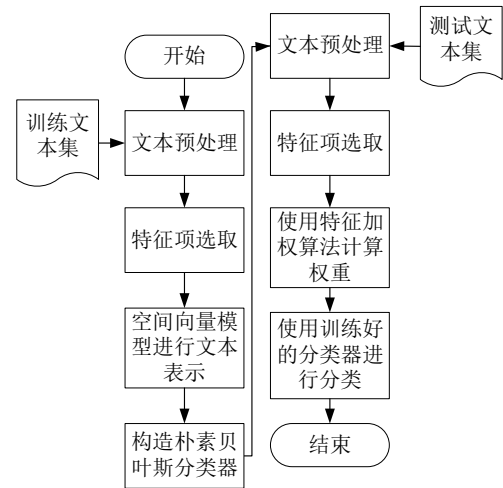 开始
训练文
本集
文本预处理
特征项选取
空间向量模
型进行文本
表示
构造朴素贝
叶斯分类器
文本预处理
测试文
本集
特征项选取
使用特征加
权算法计算
权重
使用训练好
的分类器进
行分类
结束